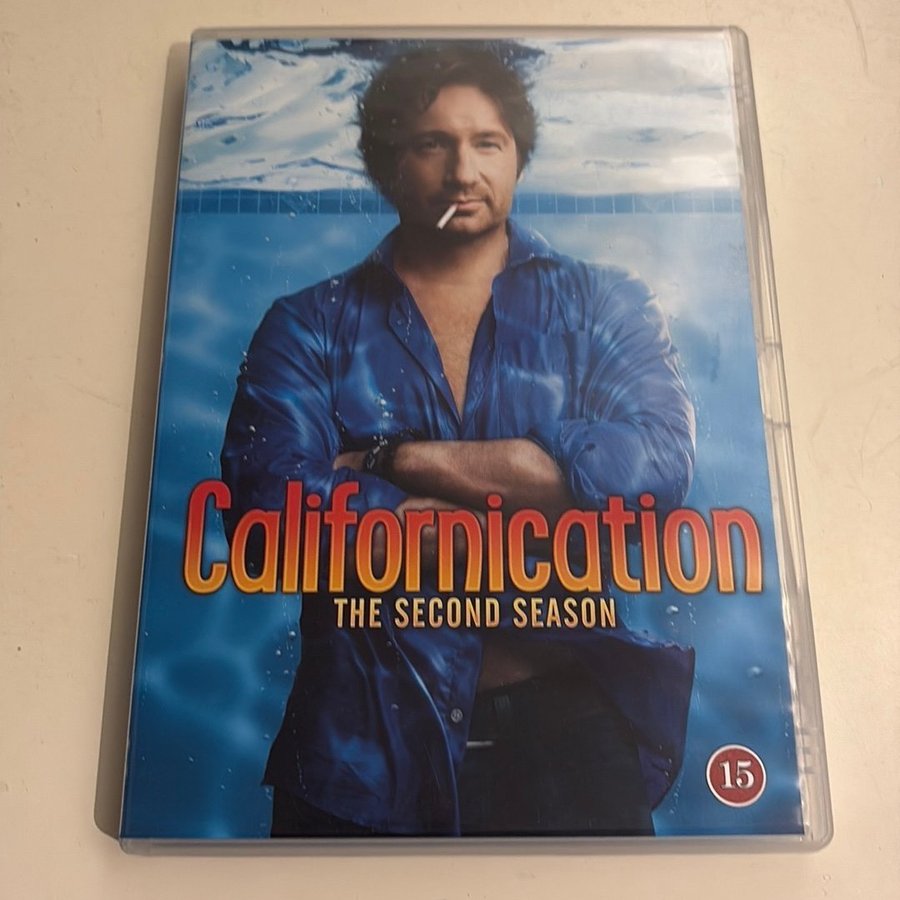 Californication
THE SECOND SEASON
15